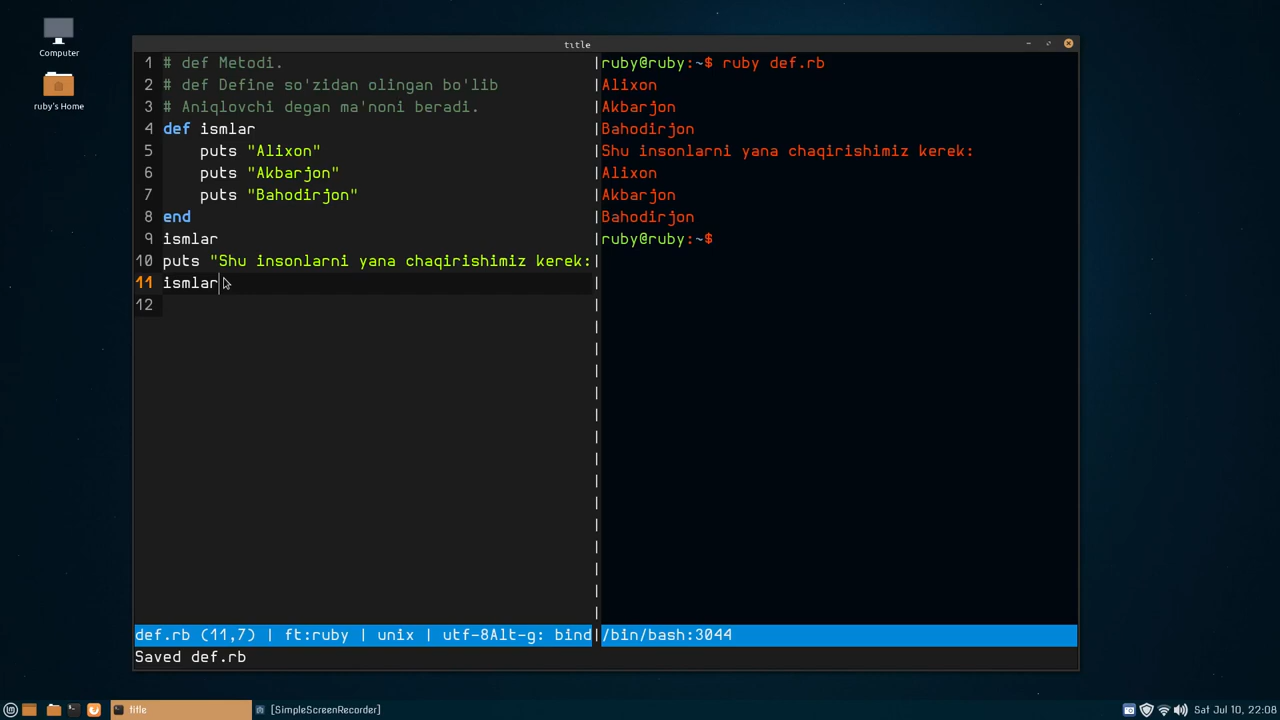 Computer
ruby's Home
title
1 # def Metodi.
2 # def Define so'zidan olingan bo'lib
3 # Aniqlovchi degan ma'noni beradi.
4 def ismlar
5 puts "Alixon"
6 puts "Akbarjon"
7 puts "Bahodirjon"
8 end
9 ismlar
10 puts "Shu insonlarni yana chaqirishimiz kerek:
11 ismlar
12
def.rb (11,7) | ft:ruby | unix | utf-8Alt-g: bind
Saved def.rb
ruby@ruby:~$ ruby def.rb
Alixon
Akbarjon
Bahodirjon
Shu insonlarni yana chaqirishimiz kerek:
Alixon
Akbarjon
Bahodirjon
ruby@ruby:~$
/bin/bash:3044
title
[SimpleScreenRecorder]
Sat Jul 10, 22:08